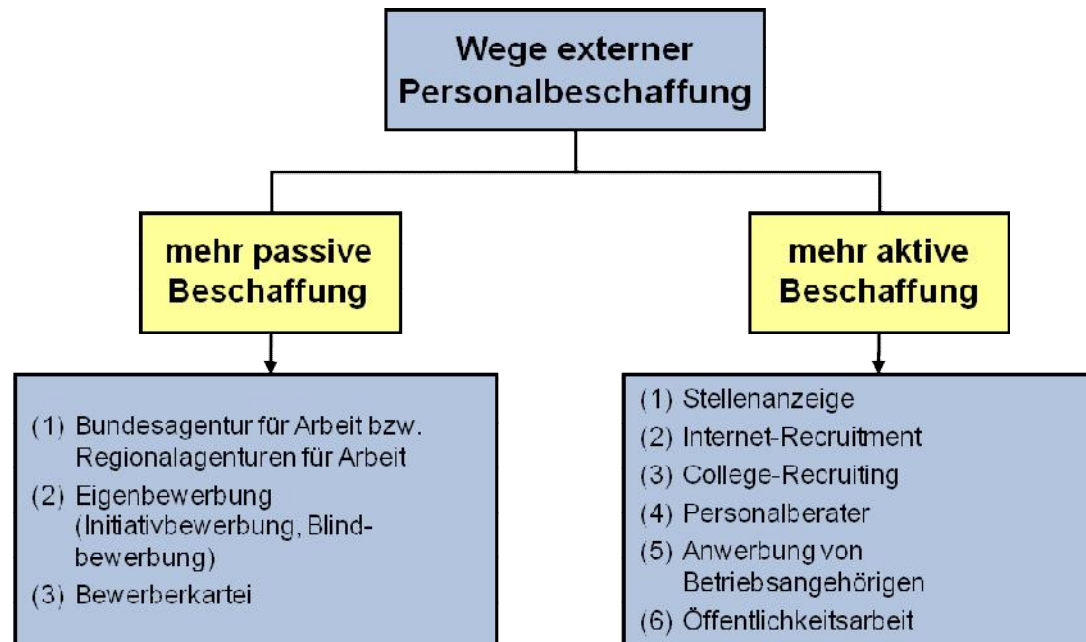 Wege externer
Personalbeschaffung
mehr passive
Beschaffung
(1) Bundesagentur für Arbeit bzw.
Regionalagenturen für Arbeit
(2) Eigenbewerbung
(Initiativbewerbung, Blind-
bewerbung)
(3) Bewerberkartei
mehr aktive
Beschaffung
(1) Stellenanzeige
(2) Internet-Recruitment
(3) College-Recruiting
(4) Personalberater
(5) Anwerbung von
Betriebsangehörigen
(6) Öffentlichkeitsarbeit